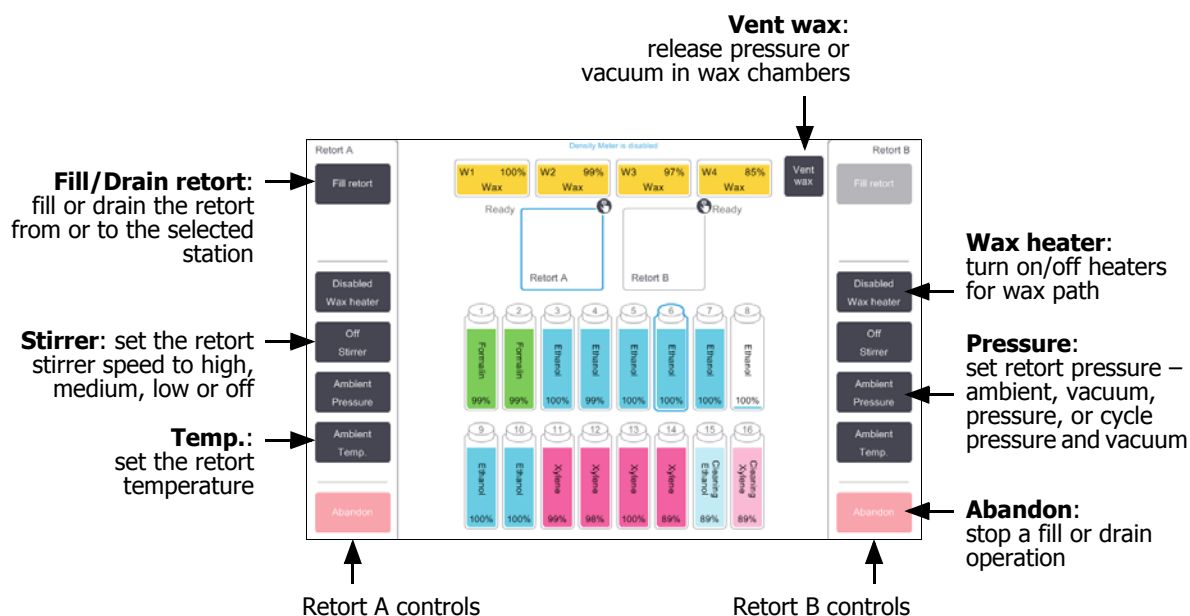 Vent wax:
release pressure or
vacuum in wax chambers
Fill/Drain retort:
fill or drain the retort
from or to the selected
station
Stirrer: set the retort
stirrer speed to high,
medium, low or off
Temp.:
set the retort
temperature
Retort A
Fill retort
Disabled
Wax heater
Off
Stirrer
Ambient
Pressure
Ambient
Temp.
Abandon
Density Meter is disabled
W1 100%
Wax
W2 99%
Wax
W3 97%
Wax
W4 85%
Wax
Vent
wax
Ready
Ready
Retort A
Retort B
1 2 3 4 5 6 7 8
Formalin
Formalin
Ethanol
Ethanol
Ethanol
Ethanol
Ethanol
Ethanol
99% 99% 100% 99% 100% 100% 100% 100%
9 10 11 12 13 14 15 16
Ethanol
Ethanol
Xylene
Xylene
Xylene
Xylene
Cleaning
Ethanol
Cleaning
Xylene
100% 100% 99% 98% 100% 89% 89% 89%
Retort B
Fill retort
Disabled
Wax heater
Off
Stirrer
Ambient
Pressure
Ambient
Temp.
Abandon
Wax heater:
turn on/off heaters
for wax path
Pressure:
set retort pressure –
ambient, vacuum,
pressure, or cycle
pressure and vacuum
Abandon:
stop a fill or drain
operation
Retort A controls
Retort B controls